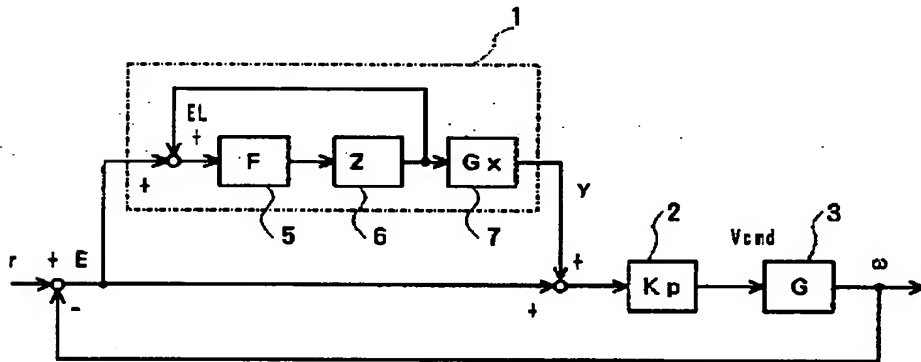 1
EL
+
+
F
Z
Gx
5
6
7
Y
2
3
Vcmd
r
+
E
-
+
+
Kp
G
ω